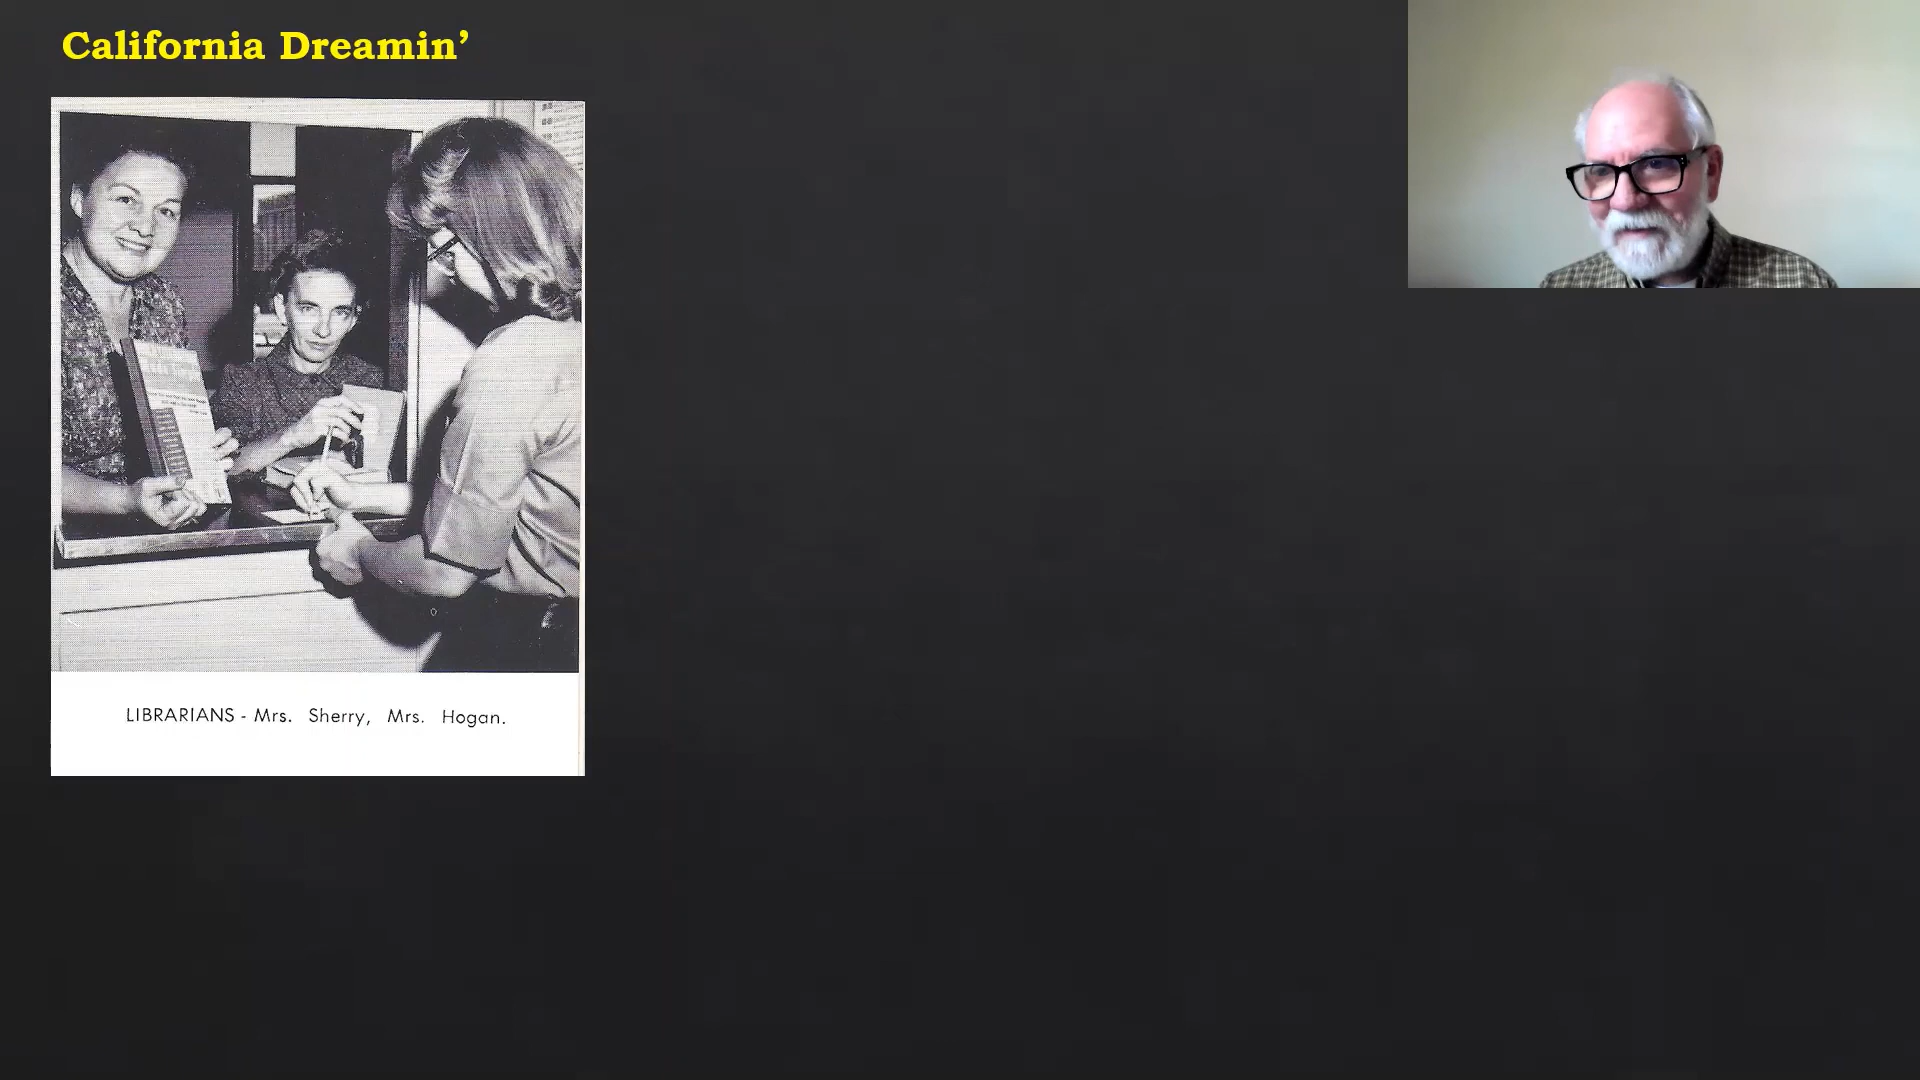 California Dreamin’
LIBRARIANS - Mrs. Sherry, Mrs. Hogan.